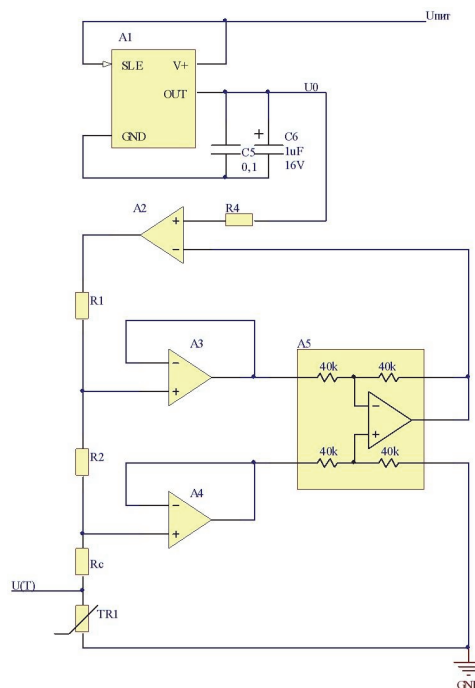 Uпит
A1
SLE
V+
OUT
U0
GND
C5
0,1
C6
1uF
16V
A2
R4
R1
A3
A5
40k
40k
R2
40k
40k
A4
Rc
U(T)
TR1
GND